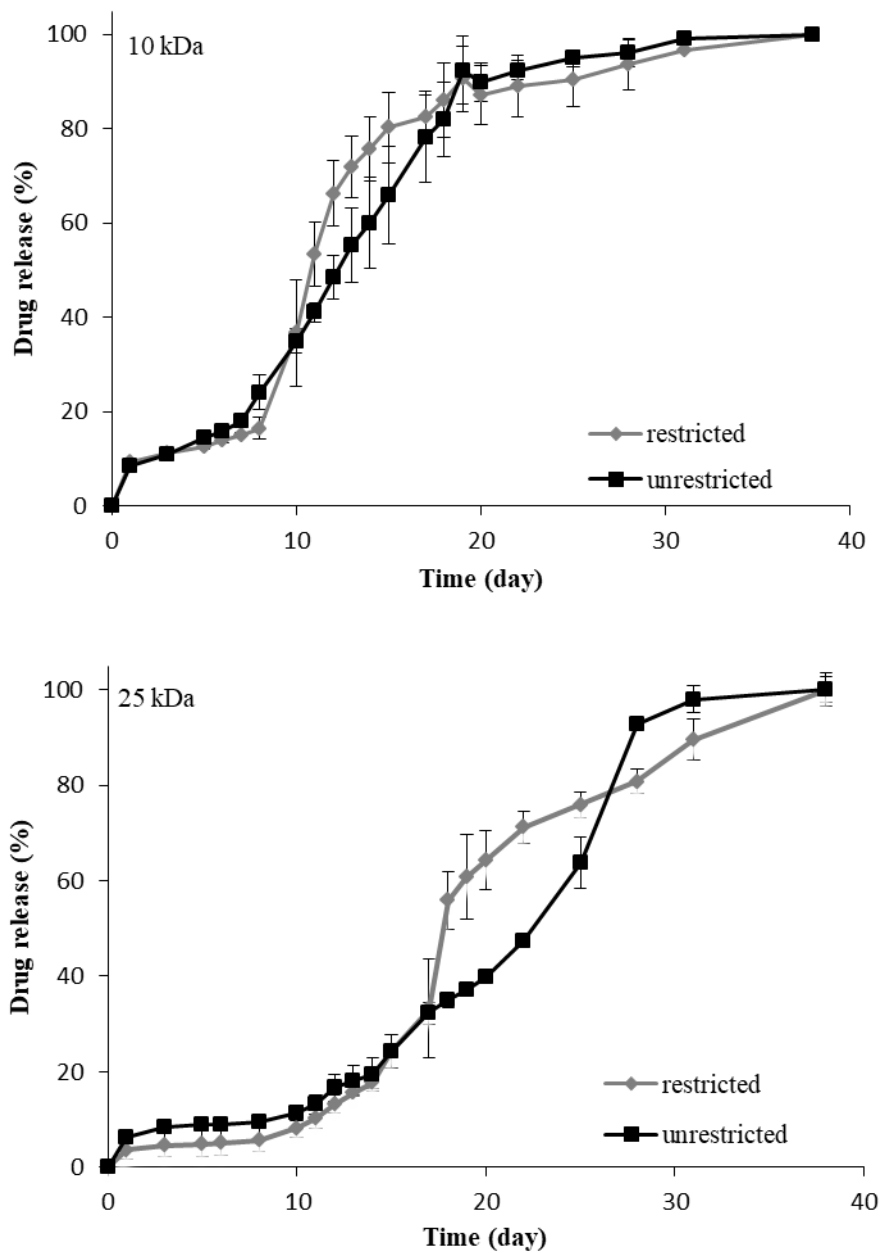 10 kDa
100
80
60
40
20
0
Drug release (%)
restricted
unrestricted
0 10 20 30 40
Time (day)
25 kDa
100
80
60
40
20
0
Drug release (%)
restricted
unrestricted
0 10 20 30 40
Time (day)